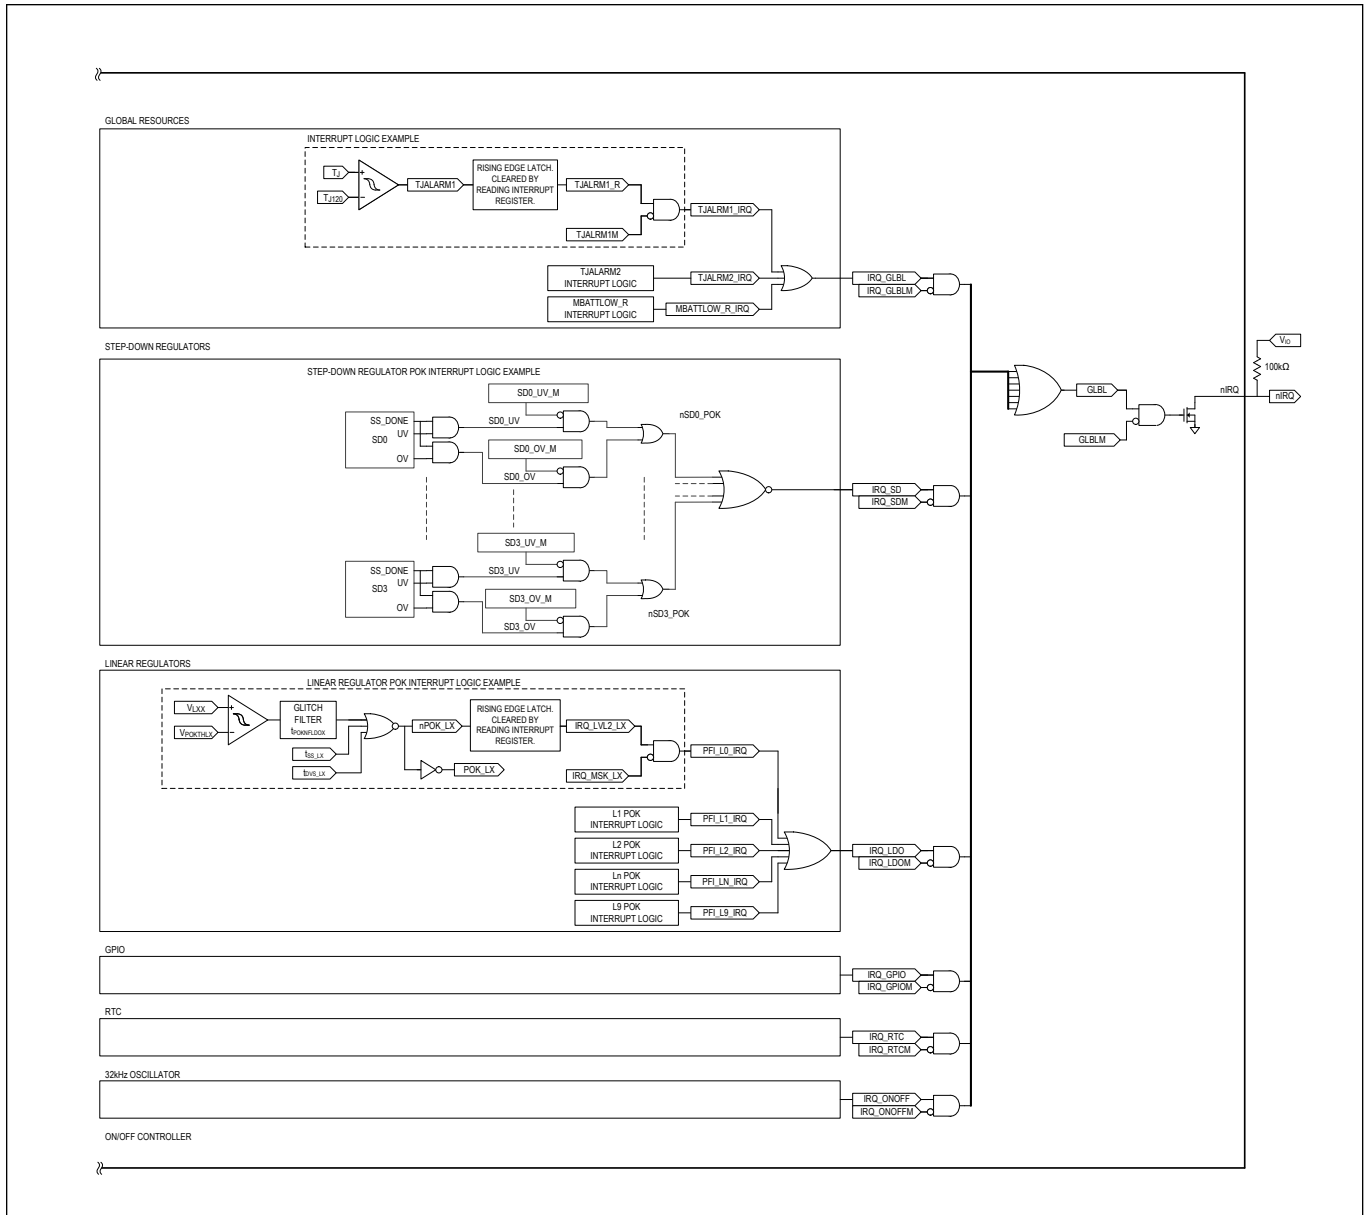 GLOBAL RESOURCES
INTERRUPT LOGIC EXAMPLE
TJ
+
TJ120
−
TJALARM1
RISING EDGE LATCH.
CLEARED BY
READING INTERRUPT
REGISTER.
TJALRM1_R
TJALRM1M
TJALRM1_IRQ
TJALARM2
INTERRUPT LOGIC
TJALRM2_IRQ
MBATTLOW_R
INTERRUPT LOGIC
MBATTLOW_R_IRQ
IRQ_GLBL
IRQ_GLBLM
STEP-DOWN REGULATORS
STEP-DOWN REGULATOR POK INTERRUPT LOGIC EXAMPLE
SD0_UV_M
SS_DONE
UV
SD0
OV
SD0_UV
SD0_OV_M
SD0_OV
nSD0_POK
SD3_UV_M
SS_DONE
UV
SD3
OV
SD3_UV
SD3_OV_M
SD3_OV
nSD3_POK
IRQ_SD
IRQ_SDM
GLBL
GLBLM
nIRQ
VIO
100kΩ
nIRQ
LINEAR REGULATORS
LINEAR REGULATOR POK INTERRUPT LOGIC EXAMPLE
VLXX
+
VPOKTHLX
−
GLITCH
FILTER
tPOKNFLDOX
tSS_LX
tDVS_LX
nPOK_LX
POK_LX
RISING EDGE LATCH.
CLEARED BY
READING INTERRUPT
REGISTER.
IRQ_LVL2_LX
IRQ_MSK_LX
PFI_L0_IRQ
L1 POK
INTERRUPT LOGIC
PFI_L1_IRQ
L2 POK
INTERRUPT LOGIC
PFI_L2_IRQ
Ln POK
INTERRUPT LOGIC
PFI_LN_IRQ
L9 POK
INTERRUPT LOGIC
PFI_L9_IRQ
IRQ_LDO
IRQ_LDOM
GPIO
IRQ_GPIO
IRQ_GPIOM
RTC
IRQ_RTC
IRQ_RTCM
32kHz OSCILLATOR
IRQ_ONOFF
IRQ_ONOFFM
ON/OFF CONTROLLER